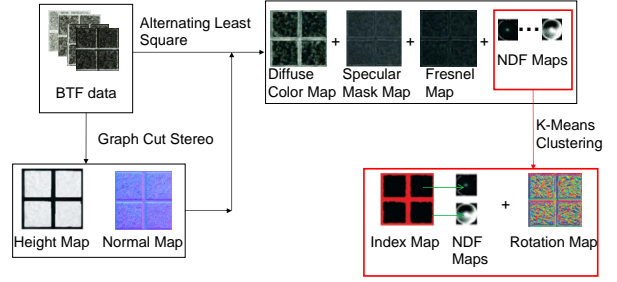 Alternating Least
Square
BTF data
Graph Cut Stereo
Height Map
Normal Map
+
+
+
Diffuse
Color Map
Specular
Mask Map
Fresnel
Map
NDF Maps
K-Means
Clustering
Index Map
NDF
Maps
+
Rotation Map